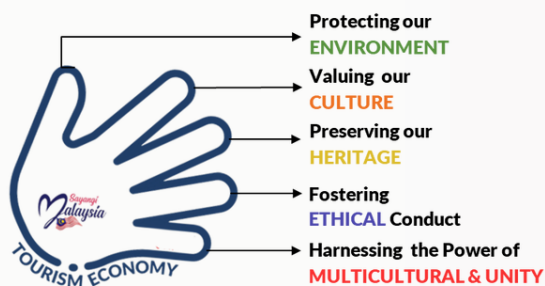 Protecting our
ENVIRONMENT
Valuing our
CULTURE
Preserving our
HERITAGE
Fostering
ETHICAL Conduct
Harnessing the Power of
MULTICULTURAL & UNITY
Sayangi
Malaysia
TOURISM ECONOMY